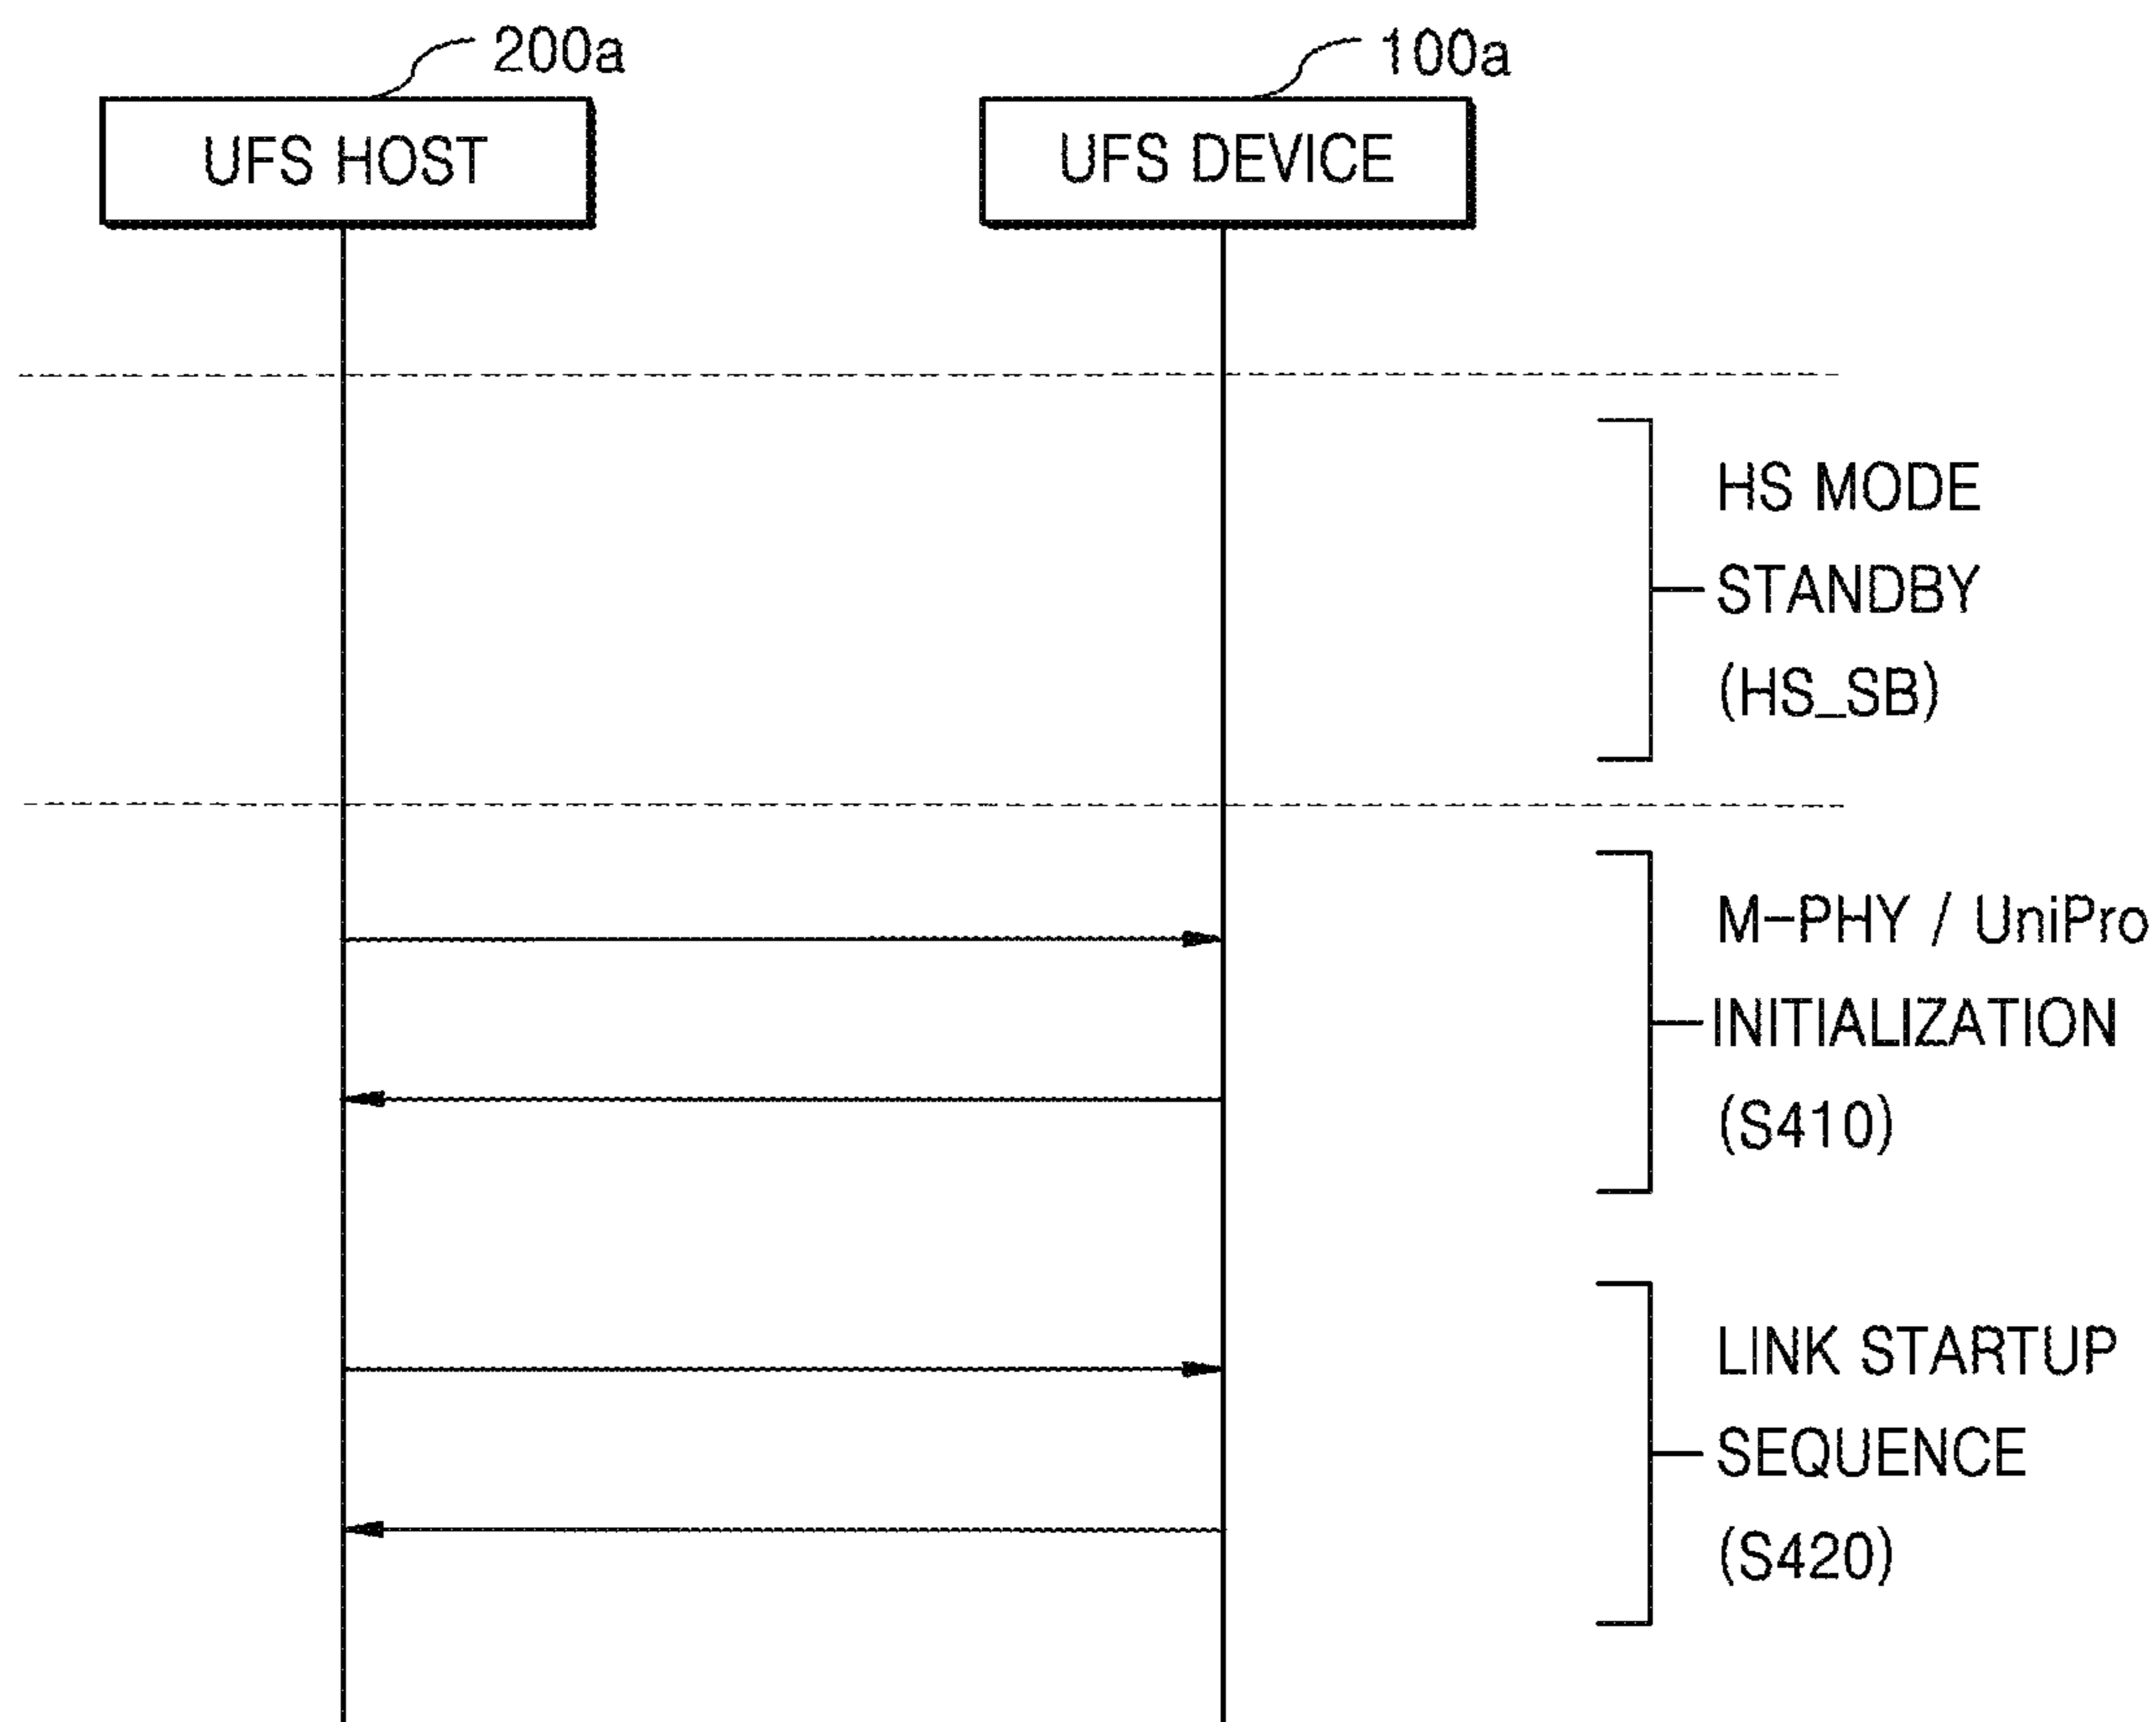 200a
100a
UFS HOST
UFS DEVICE
HS MODE
STANDBY
(HS_SB)
M-PHY / UniPro
INITIALIZATION
(S410)
LINK STARTUP
SEQUENCE
(S420)